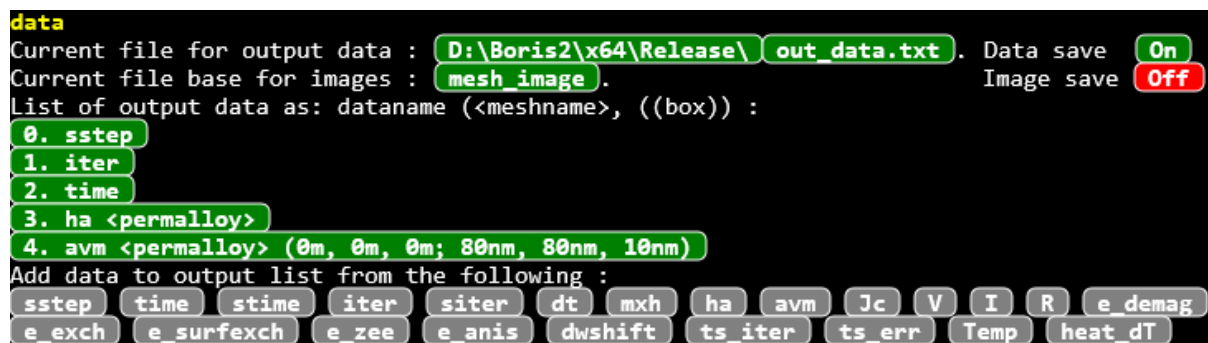 data
Current file for output data : D:\Boris2\x64\Release\ out_data.txt . Data save On
Current file base for images : mesh_image . Image save Off
List of output data as: dataname (<meshname>, ((box)) :
0. sstep
1. iter
2. time
3. ha <permalloy>
4. avm <permalloy> (0m, 0m, 0m; 80nm, 80nm, 10nm)
Add data to output list from the following :
sstep time stime iter siter dt mxh ha avm Jc V I R e_demag
e_exch e_surfexch e_zee e_anis dwshift ts_iter ts_err Temp heat_dT